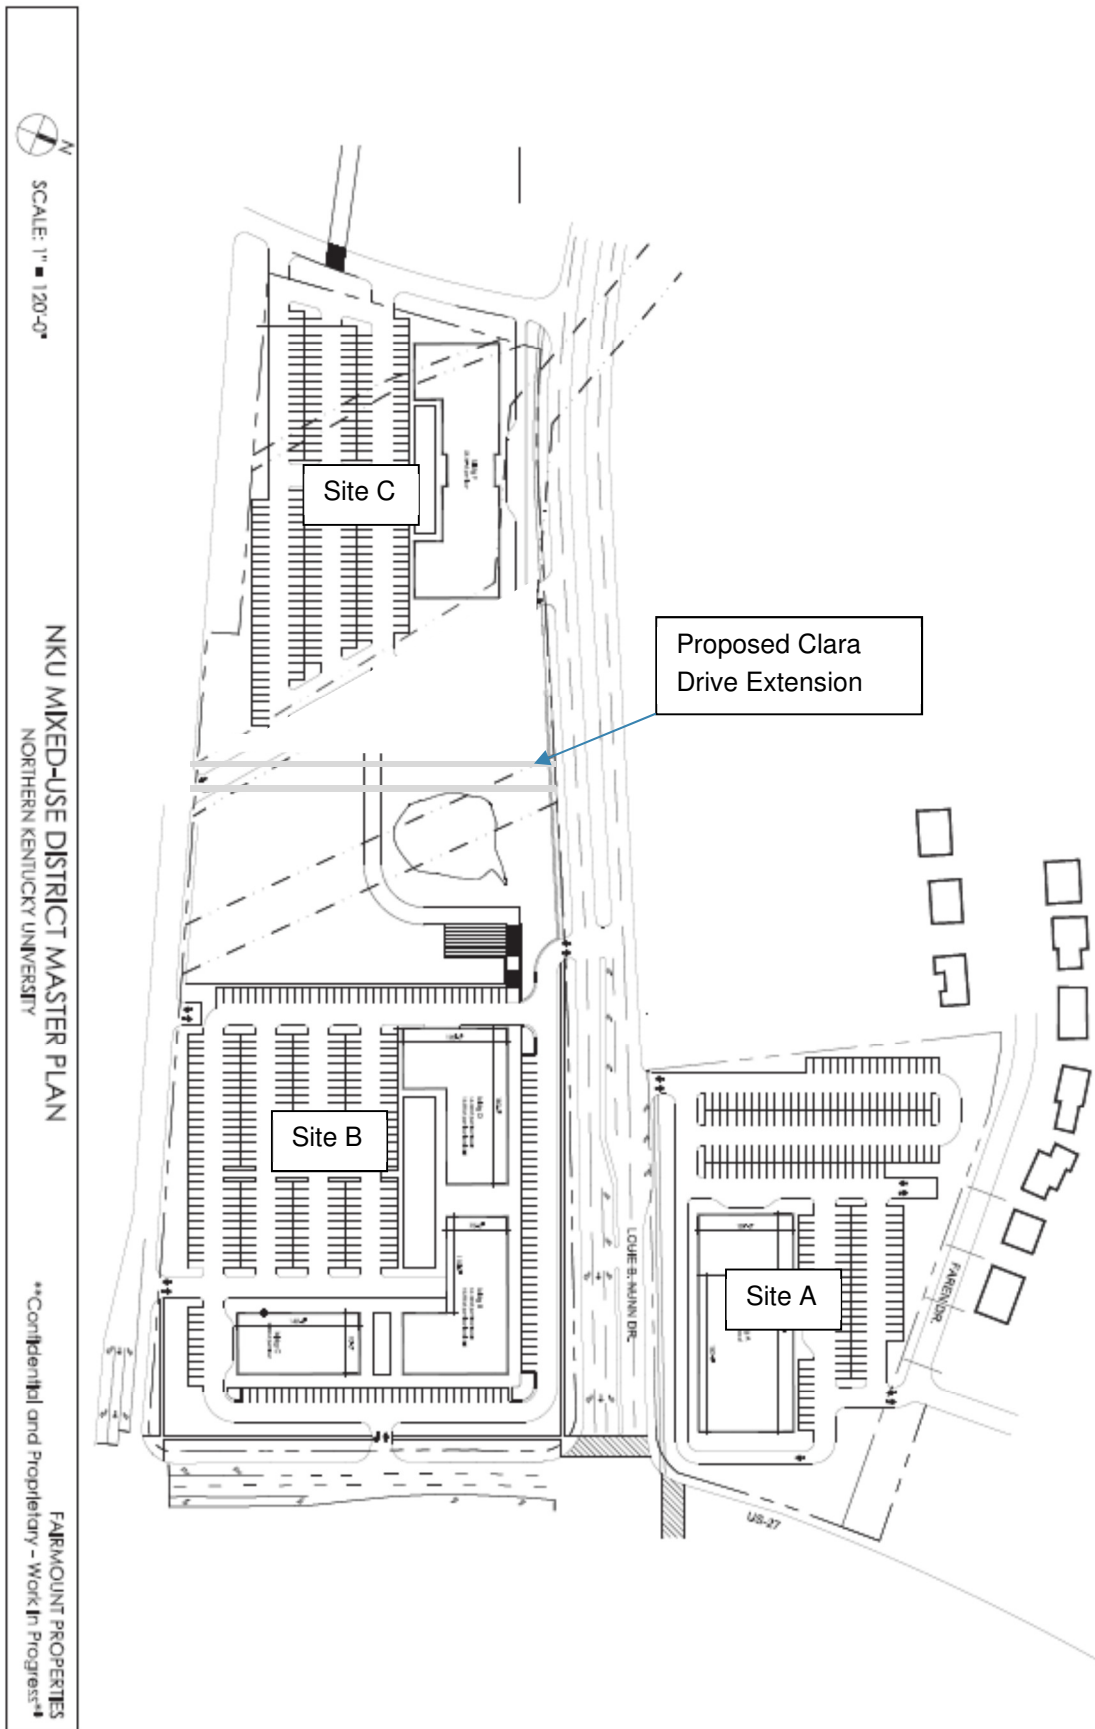 N
SCALE: 1" = 120'-0"
NKU MIXED-USE DISTRICT MASTER PLAN
NORTHERN KENTUCKY UNIVERSITY
FAIRMOUNT PROPERTIES
**Confidential and Proprietary - Work In Progress**
Site C
Proposed Clara
Drive Extension
Site B
Site A
LOUIE B. NUNN DR.
FAREN DR.
US-27